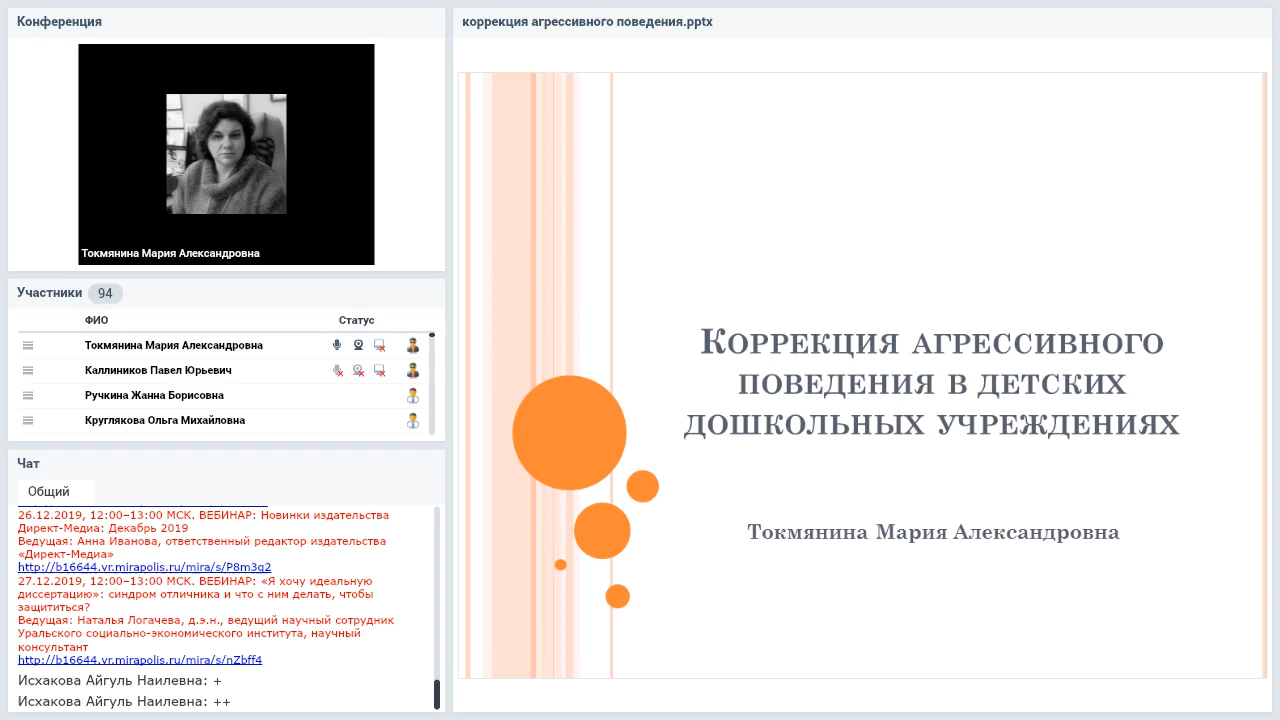 Конференция
Токмянина Мария Александровна
Участники 94
ФИО Статус
Токмянина Мария Александровна
Каллиников Павел Юрьевич
Ручкина Жанна Борисовна
Круглякова Ольга Михайловна
Чат
Общий
26.12.2019, 12:00–13:00 МСК. ВЕБИНАР: Новинки издательства
Директ-Медиа: Декабрь 2019
Ведущая: Анна Иванова, ответственный редактор издательства
«Директ-Медиа»
http://b16644.vr.mirapolis.ru/mira/s/P8m3q2
27.12.2019, 12:00–13:00 МСК. ВЕБИНАР: «Я хочу идеальную
диссертацию»: синдром отличника и что с ним делать, чтобы
защититься?
Ведущая: Наталья Логачева, д.э.н., ведущий научный сотрудник
Уральского социально-экономического института, научный
консультант
http://b16644.vr.mirapolis.ru/mira/s/nZbff4
Исхакова Айгуль Наилевна: +
Исхакова Айгуль Наилевна: ++
коррекция агрессивного поведения.pptx
Коррекция агрессивного
поведения в детских
дошкольных учреждениях
Токмянина Мария Александровна